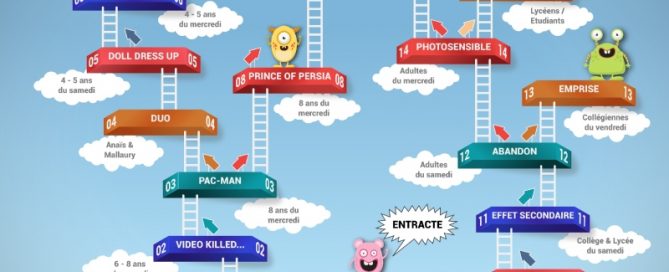 4 - 5 ans
du mercredi
05 DOLL DRESS UP 05
4 - 5 ans
du samedi
04 DUO 04
Anaïs &
Mallaury
03 PAC-MAN 03
8 ans du
mercredi
02 VIDEO KILLED... 02
6 - 8 ans
08 PRINCE OF PERSIA 08
8 ans du
mercredi
Lycéens /
Etudiants
14 PHOTOSENSIBLE 14
Adultes
du mercredi
13 EMPRISE 13
Collégiennes
du vendredi
12 ABANDON 12
Adultes
du samedi
11 EFFET SECONDAIRE 11
Collège & Lycée
du samedi
ENTRACTE